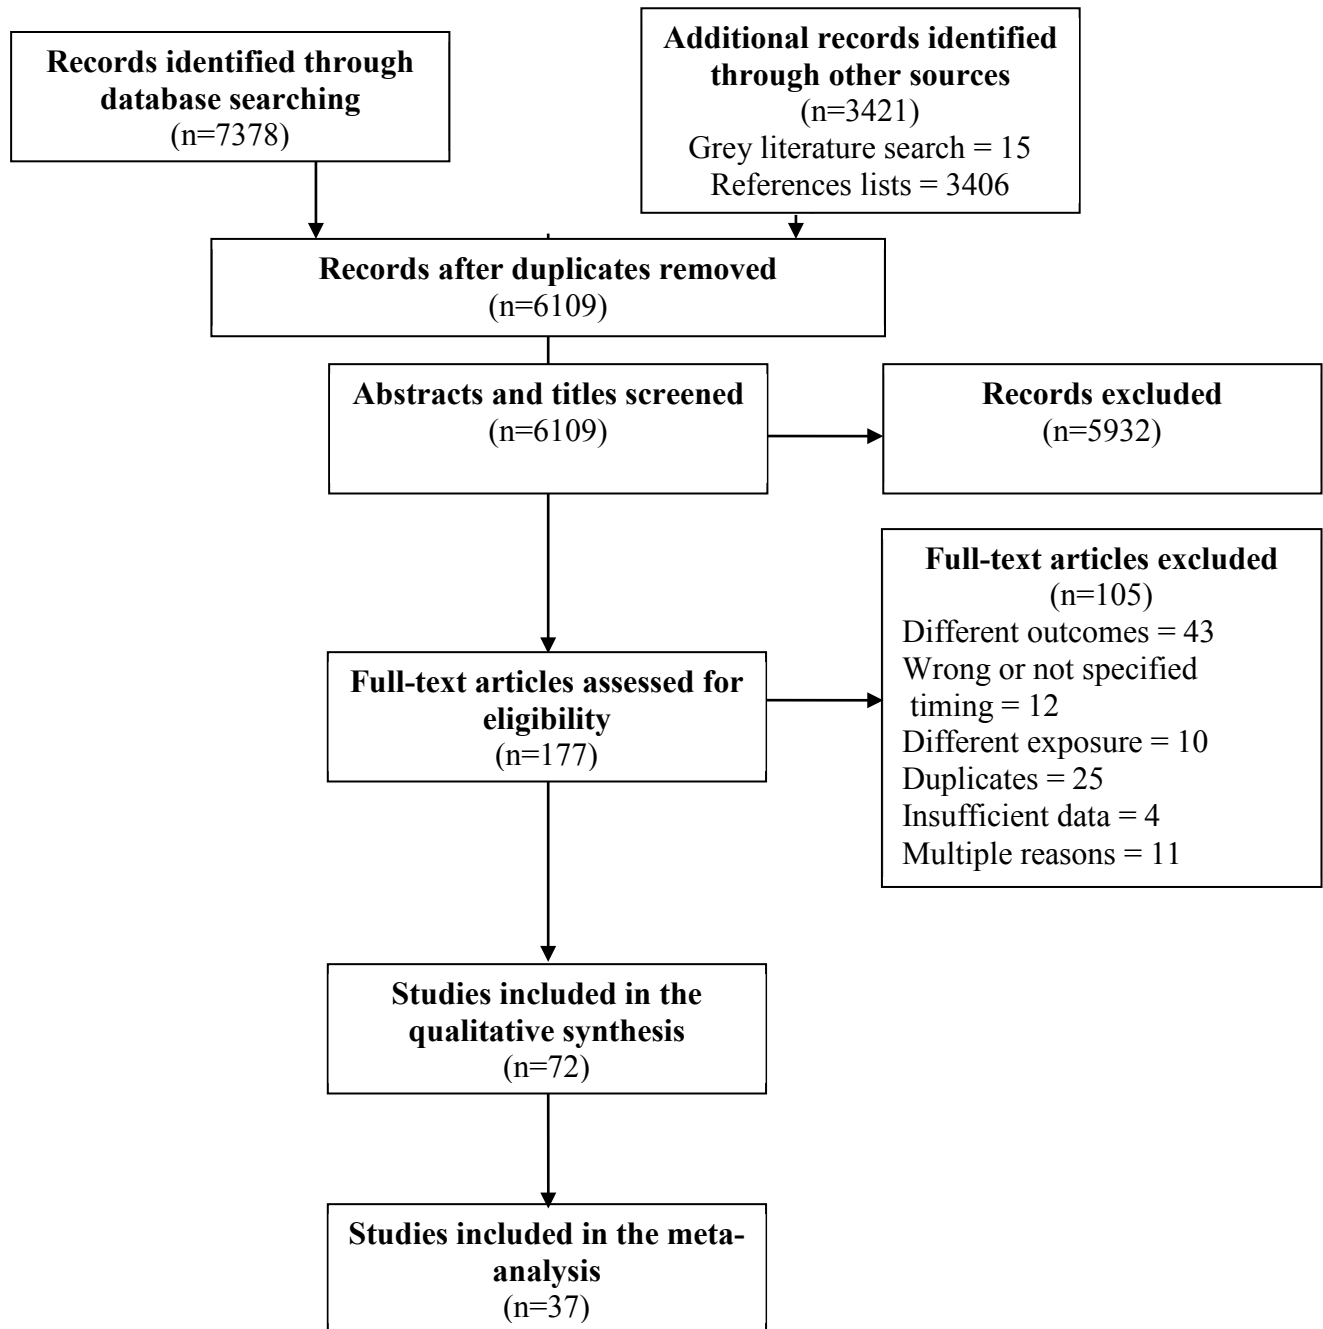 Records identified through
database searching
(n=7378)
Additional records identified
through other sources
(n=3421)
Grey literature search = 15
References lists = 3406
Records after duplicates removed
(n=6109)
Abstracts and titles screened
(n=6109)
Records excluded
(n=5932)
Full-text articles excluded
(n=105)
Different outcomes = 43
Wrong or not specified
timing = 12
Different exposure = 10
Duplicates = 25
Insufficient data = 4
Multiple reasons = 11
Full-text articles assessed for
eligibility
(n=177)
Studies included in the
qualitative synthesis
(n=72)
Studies included in the meta-
analysis
(n=37)